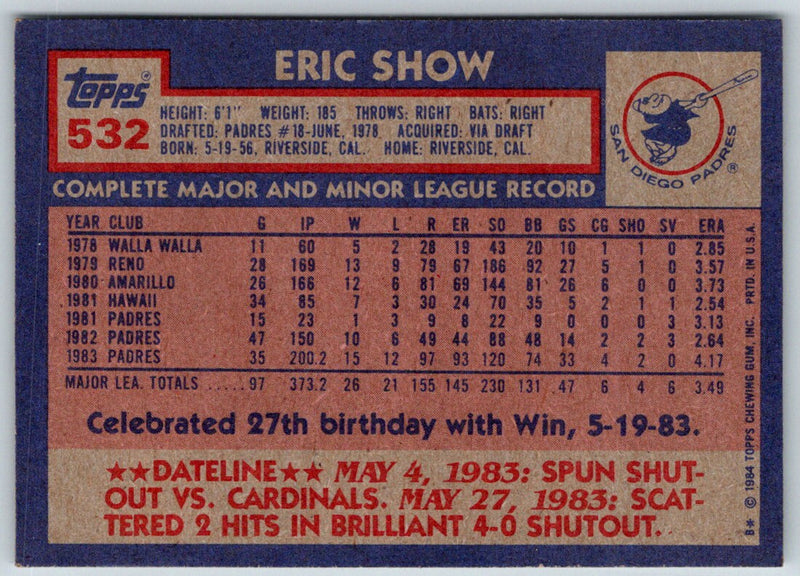 ERIC SHOW
Topps®
532
HEIGHT: 6'1" WEIGHT: 185 THROWS: RIGHT BATS: RIGHT
DRAFTED: PADRES #18-JUNE, 1978 ACQUIRED: VIA DRAFT
BORN: 5-19-56, RIVERSIDE, CAL. HOME: RIVERSIDE, CAL.
SAN DIEGO PADRES®
COMPLETE MAJOR AND MINOR LEAGUE RECORD
YEAR CLUB G IP W L R ER SO BB GS CG SHO SV ERA
1978 WALLA WALLA 11 60 5 2 28 19 43 20 10 1 1 0 2.85
1979 RENO 28 169 13 9 79 67 186 92 27 5 1 0 3.57
1980 AMARILLO 26 166 12 6 81 69 144 81 26 6 0 0 3.73
1981 HAWAII 34 85 7 3 30 24 70 35 5 2 1 1 2.54
1981 PADRES 15 23 1 3 9 8 22 9 0 0 0 3 3.13
1982 PADRES 47 150 10 6 49 44 88 48 14 2 2 3 2.64
1983 PADRES 35 200.2 15 12 97 93 120 74 33 4 2 0 4.17
MAJOR LEA. TOTALS .....97 373.2 26 21 155 145 230 131 47 6 4 6 3.49
Celebrated 27th birthday with Win, 5-19-83.
★★DATELINE★★ MAY 4, 1983: SPUN SHUT-
OUT VS. CARDINALS. MAY 27, 1983: SCAT-
TERED 2 HITS IN BRILLIANT 4-0 SHUTOUT.
B* © 1984 TOPPS CHEWING GUM, INC. PRTD. IN U.S.A.